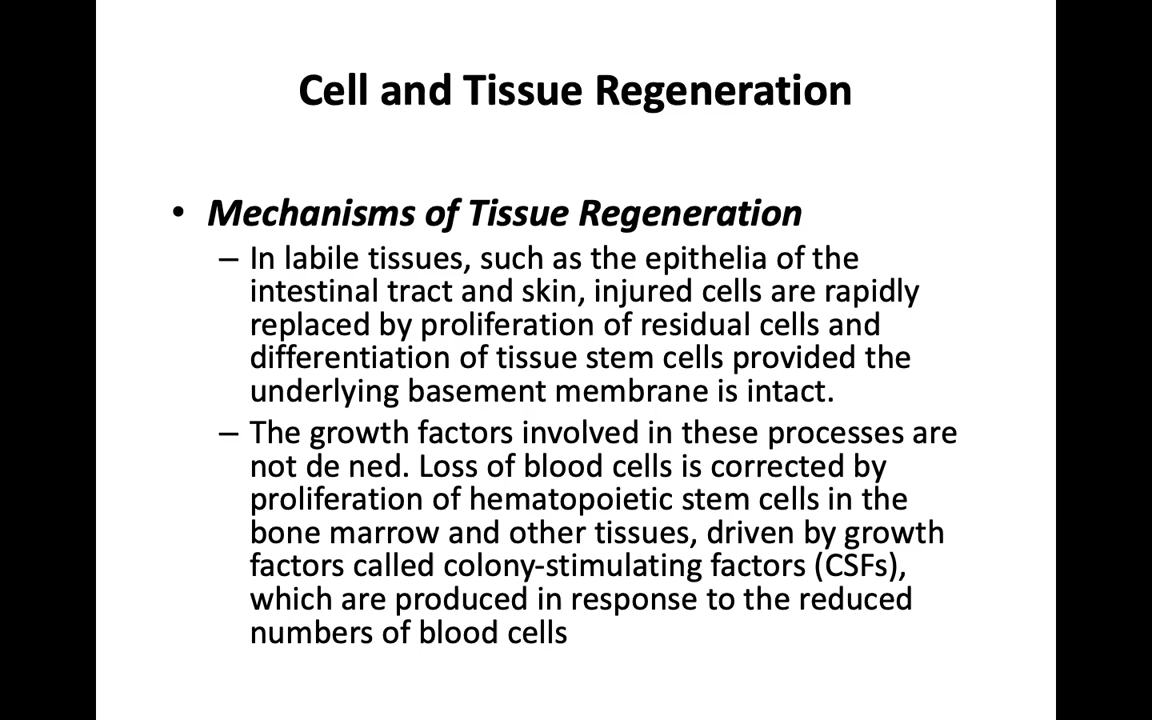 Cell and Tissue Regeneration
• Mechanisms of Tissue Regeneration
– In labile tissues, such as the epithelia of the
intestinal tract and skin, injured cells are rapidly
replaced by proliferation of residual cells and
differentiation of tissue stem cells provided the
underlying basement membrane is intact.
– The growth factors involved in these processes are
not de ned. Loss of blood cells is corrected by
proliferation of hematopoietic stem cells in the
bone marrow and other tissues, driven by growth
factors called colony-stimulating factors (CSFs),
which are produced in response to the reduced
numbers of blood cells